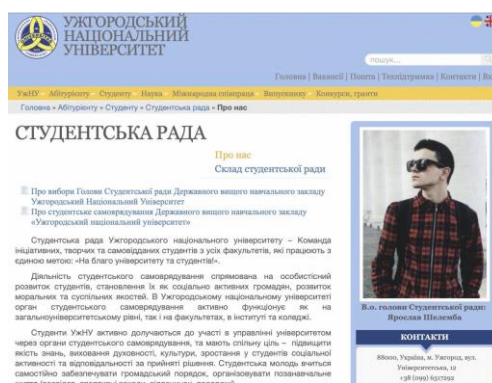 УЖГОРОДСЬКИЙ
НАЦІОНАЛЬНИЙ
УНІВЕРСИТЕТ
пошук...
Головна | Вакансії | Пошта | Техпідтримка | Контакти |
УжНУ Абітурієнту Студенту Наука Міжнародна співпраця Випускнику Конкурси, гранти
Головна » Абітурієнту » Студенту » Студентська рада » Про нас
СТУДЕНТСЬКА РАДА
Про нас
Склад студентської ради
Про вибори Голови Студентської ради Державного вищого навчального закладу
Ужгородський Національний Університет
Про студентське самоврядування Державного вищого навчального закладу
«Ужгородський національний університет»
Студентська рада Ужгородського національного університету – Команда
ініціативних, творчих та самовідданих студентів з усіх факультетів, які працюють з
єдиною метою: «На благо університету та студентів!».
Діяльність студентського самоврядування спрямована на особистісний
розвиток студентів, становлення їх як соціально активних громадян, розвиток
моральних та суспільних якостей. В Ужгородському національному університеті
орган студентського самоврядування активно функціонує як на
загальноуніверситетському рівні, так і на факультетах, в інституті та коледжі.
Студенти УжНУ активно долучаються до участі в управлінні університетом
через органи студентського самоврядування, та мають спільну ціль – підвищити
якість знань, виховання духовності, культури, зростання у студентів соціальної
активності та відповідальності за прийняті рішення. Студентська молодь вчиться
самостійно забезпечувати громадський порядок, організовувати позанавчальне
В.о. голови Студентської ради:
Ярослав Шелемба
КОНТАКТИ
88000, Україна, м. Ужгород, вул.
Університетська, 12
+38 (099) 6517292